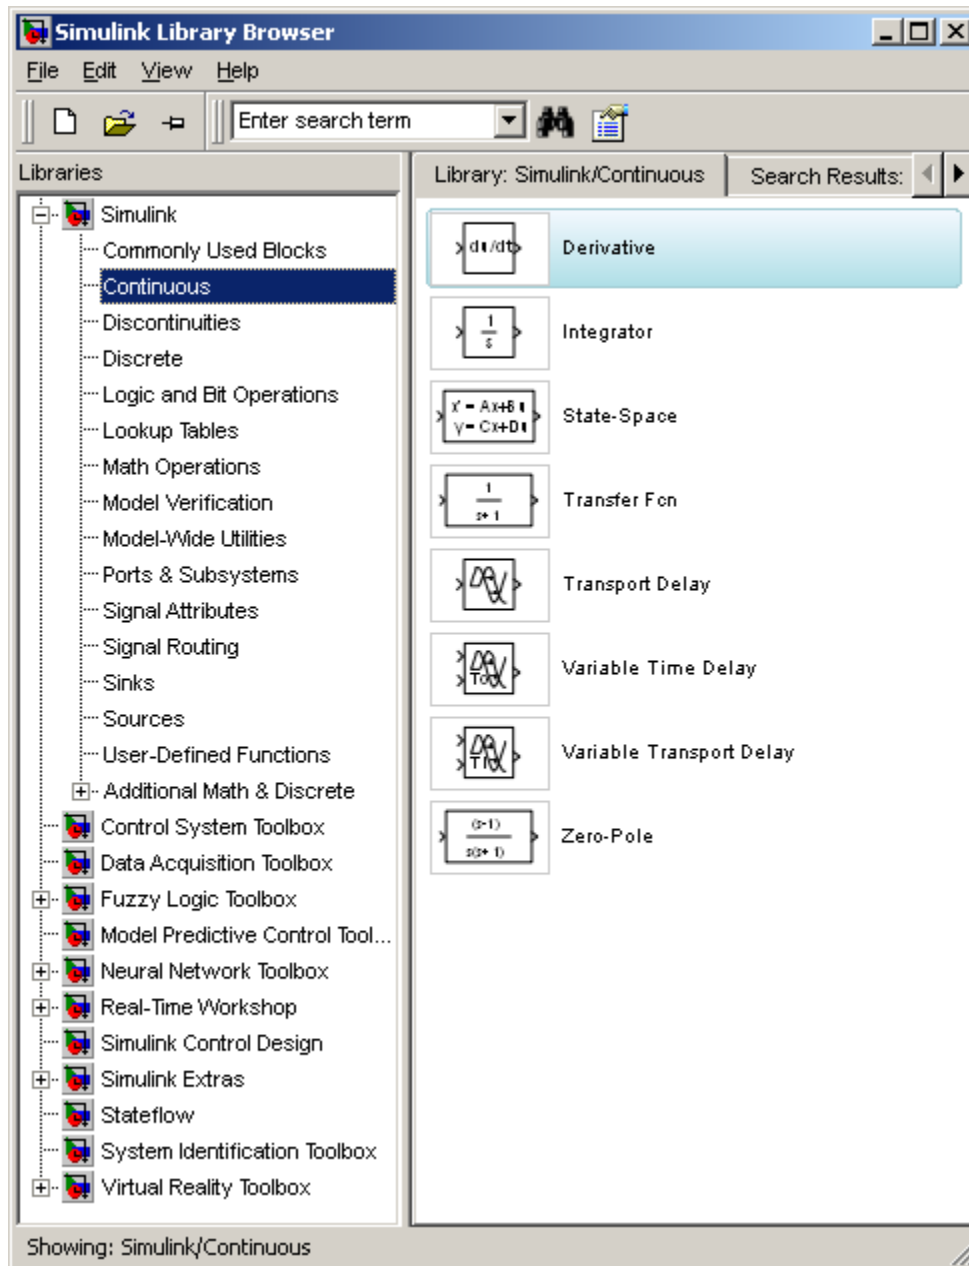 Simulink Library Browser
File Edit View Help
Enter search term
Libraries
Simulink
Commonly Used Blocks
Continuous
Discontinuities
Discrete
Logic and Bit Operations
Lookup Tables
Math Operations
Model Verification
Model-Wide Utilities
Ports & Subsystems
Signal Attributes
Signal Routing
Sinks
Sources
User-Defined Functions
Additional Math & Discrete
Control System Toolbox
Data Acquisition Toolbox
Fuzzy Logic Toolbox
Model Predictive Control Tool...
Neural Network Toolbox
Real-Time Workshop
Simulink Control Design
Simulink Extras
Stateflow
System Identification Toolbox
Virtual Reality Toolbox
Library: Simulink/Continuous
Search Results:
du/dt
Derivative
1
s
Integrator
x' = Ax+Bu
y = Cx+Du
State-Space
1
s+1
Transfer Fcn
Transport Delay
To
Variable Time Delay
Ti
Variable Transport Delay
(s-1)
s(s+1)
Zero-Pole
Showing: Simulink/Continuous